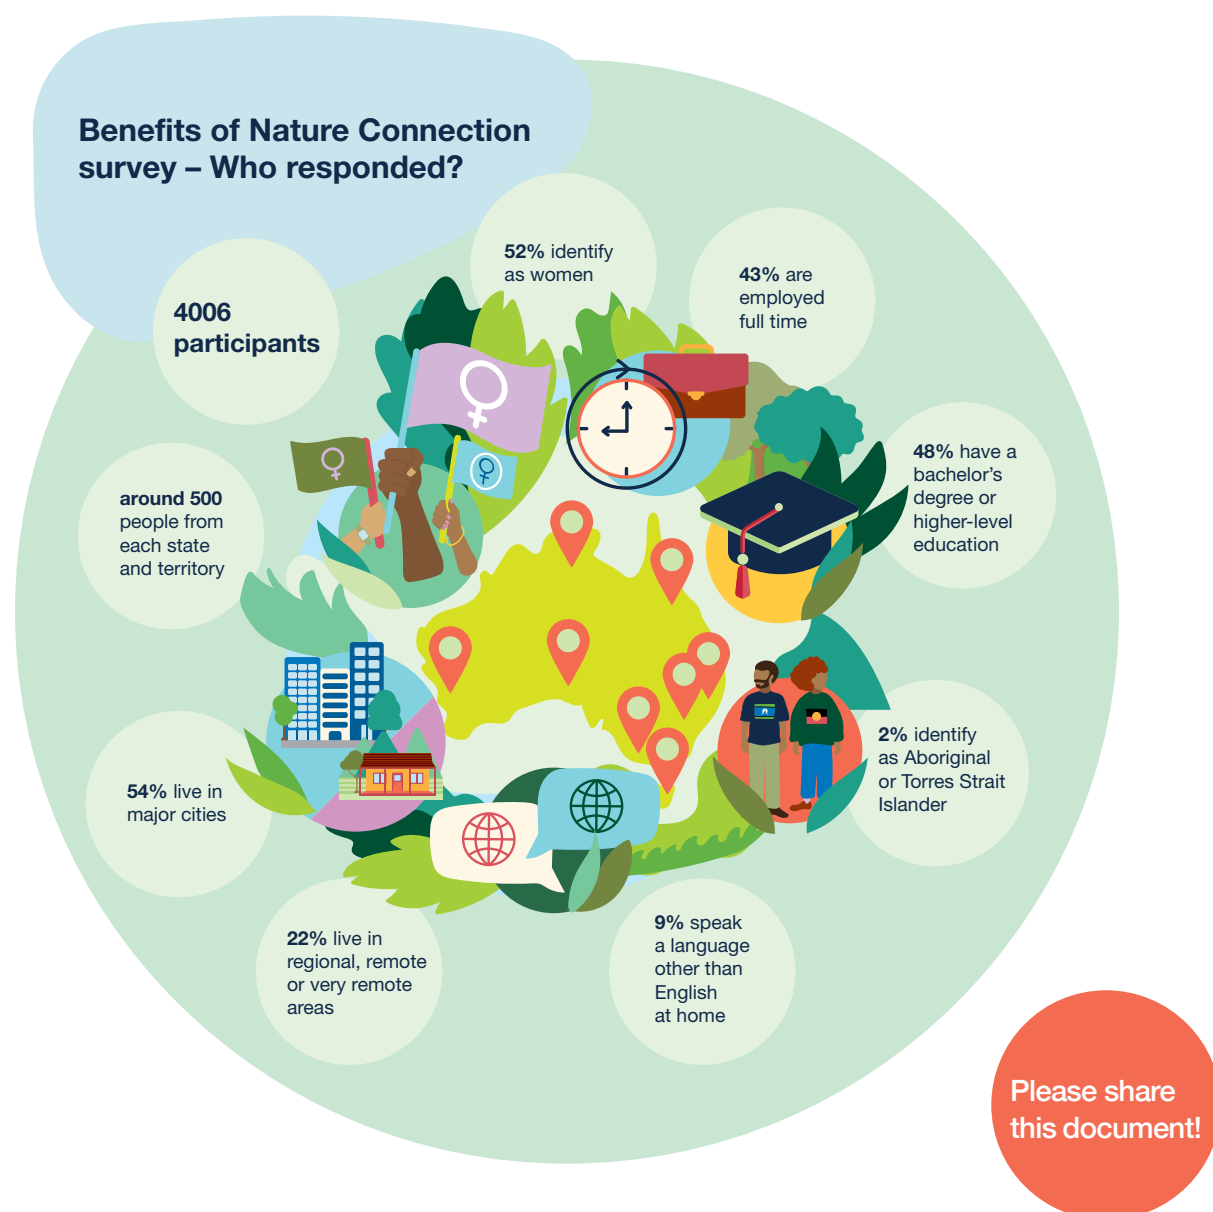 Benefits of Nature Connection
survey – Who responded?
4006
participants
52% identify
as women
43% are
employed
full time
48% have a
bachelor’s
degree or
higher-level
education
2% identify
as Aboriginal
or Torres Strait
Islander
9% speak
a language
other than
English
at home
22% live in
regional, remote
or very remote
areas
54% live in
major cities
around 500
people from
each state
and territory
Please share
this document!